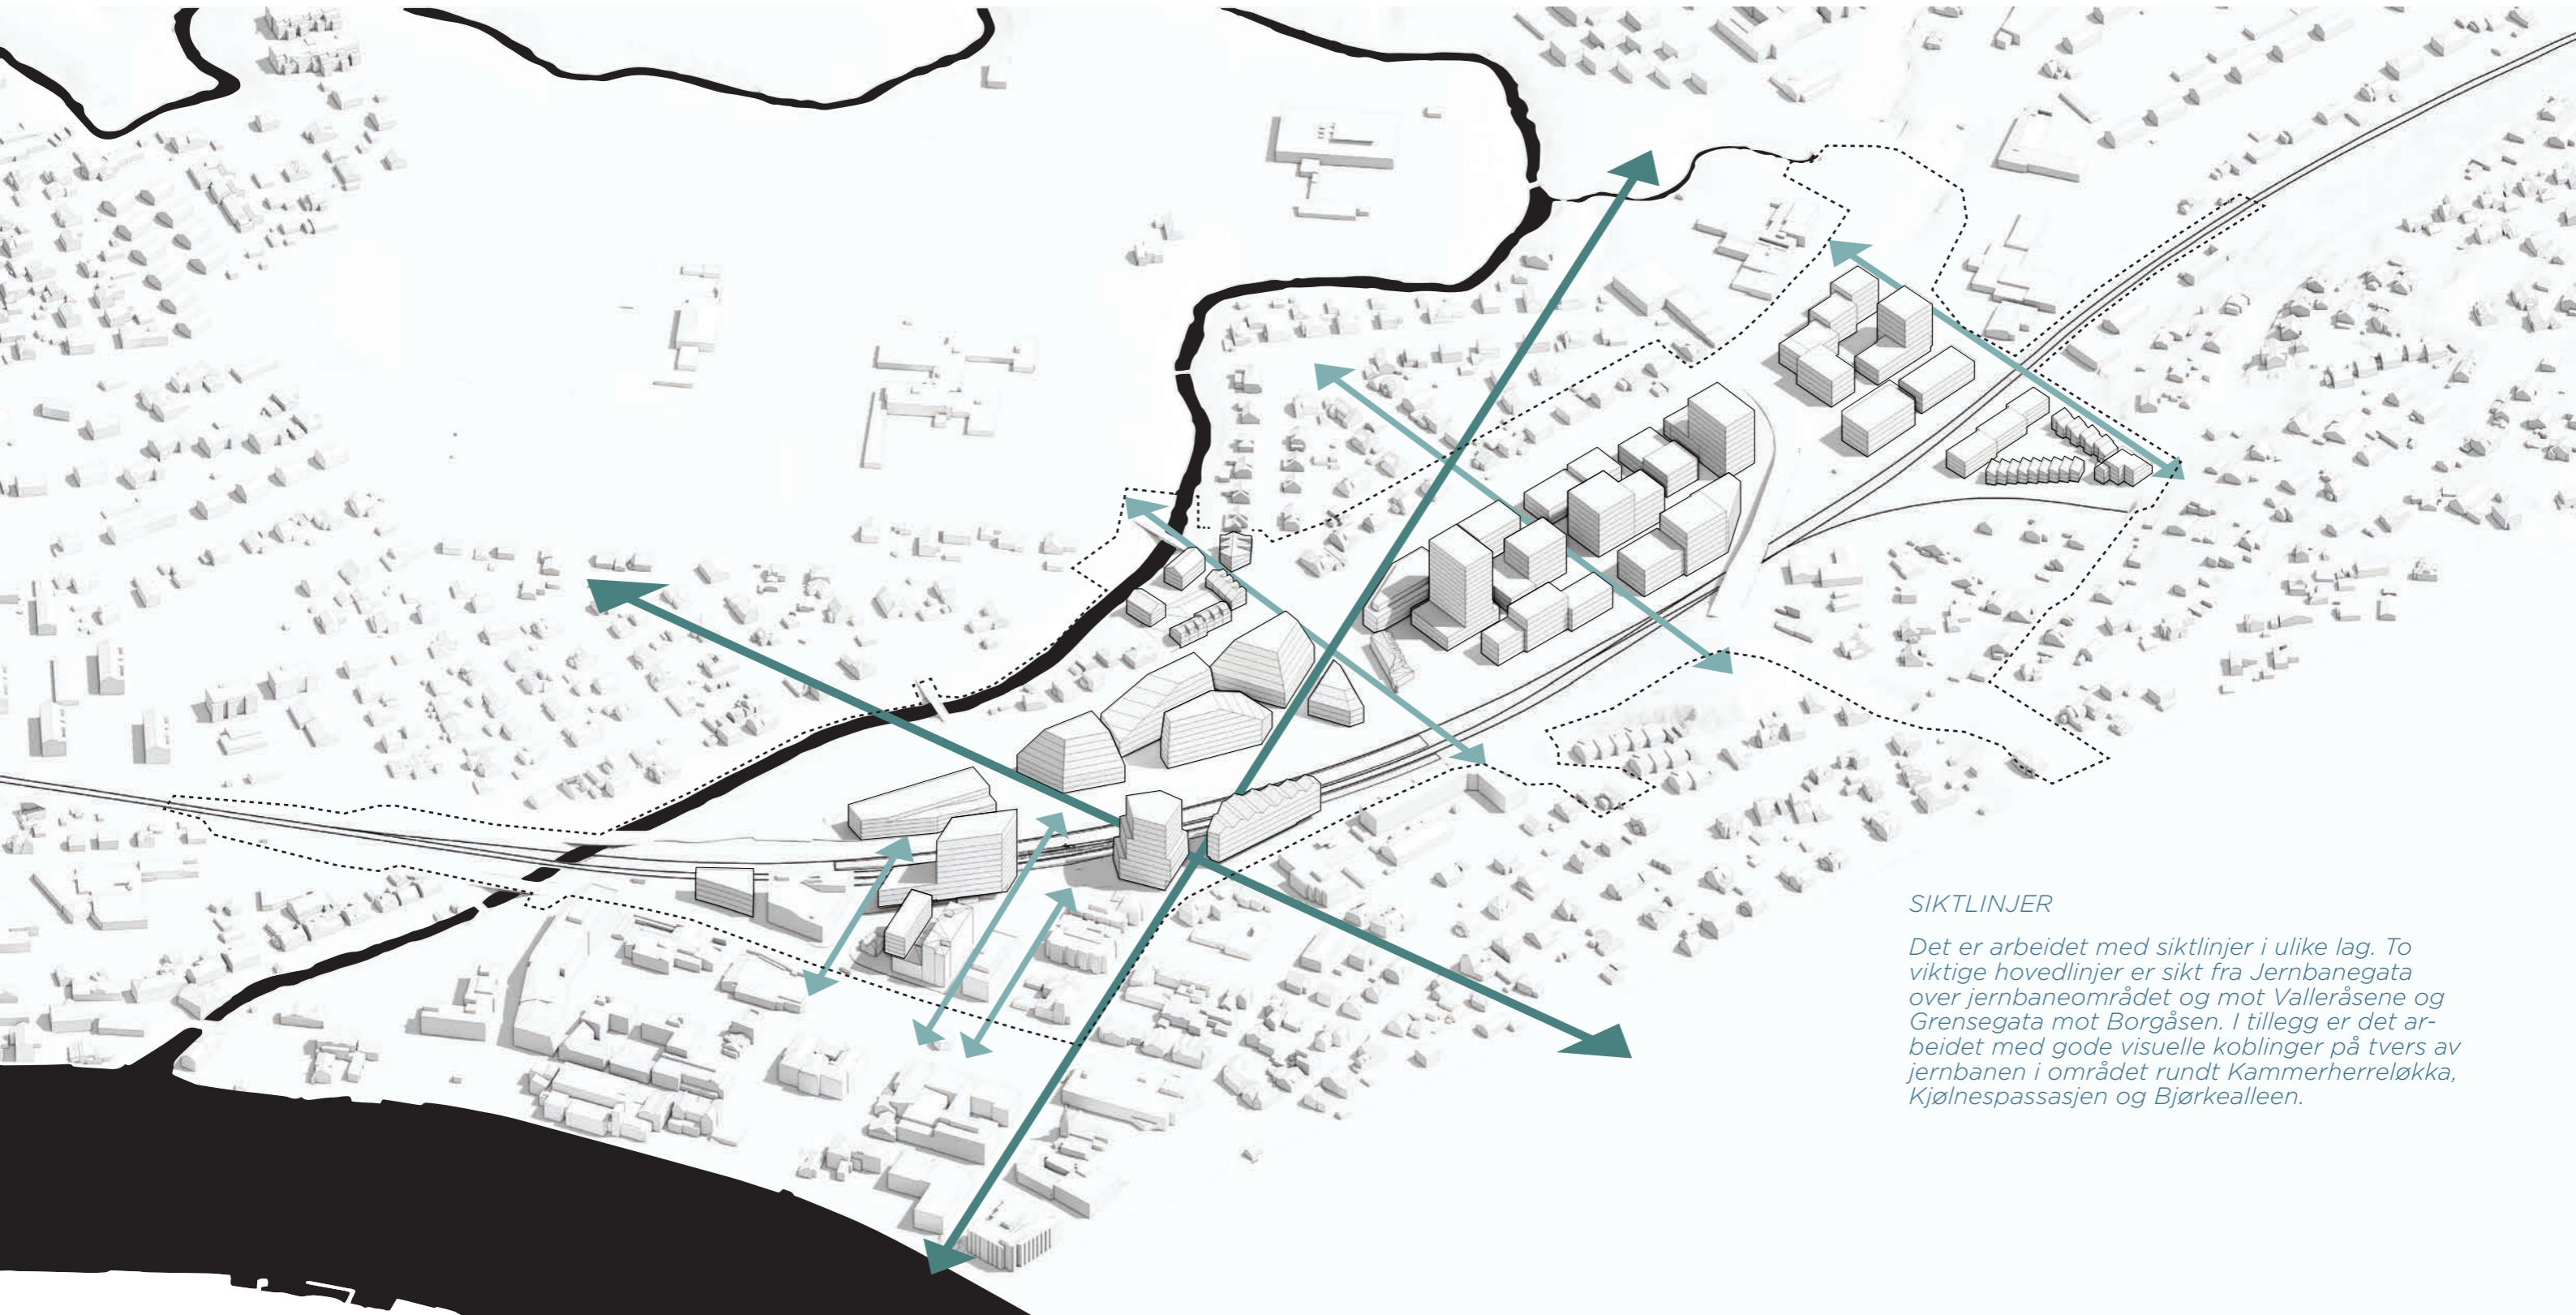 SIKTLINJER
Det er arbeidet med siktlinjer i ulike lag. To
viktige hovedlinjer er sikt fra Jernbanegata
over jernbaneområdet og mot Valleråsene og
Grensegata mot Borgåsen. I tillegg er det ar-
beidet med gode visuelle koblinger på tvers av
jernbanen i området rundt Kammerherreløkka,
Kjølnespassasjen og Bjørkealleen.